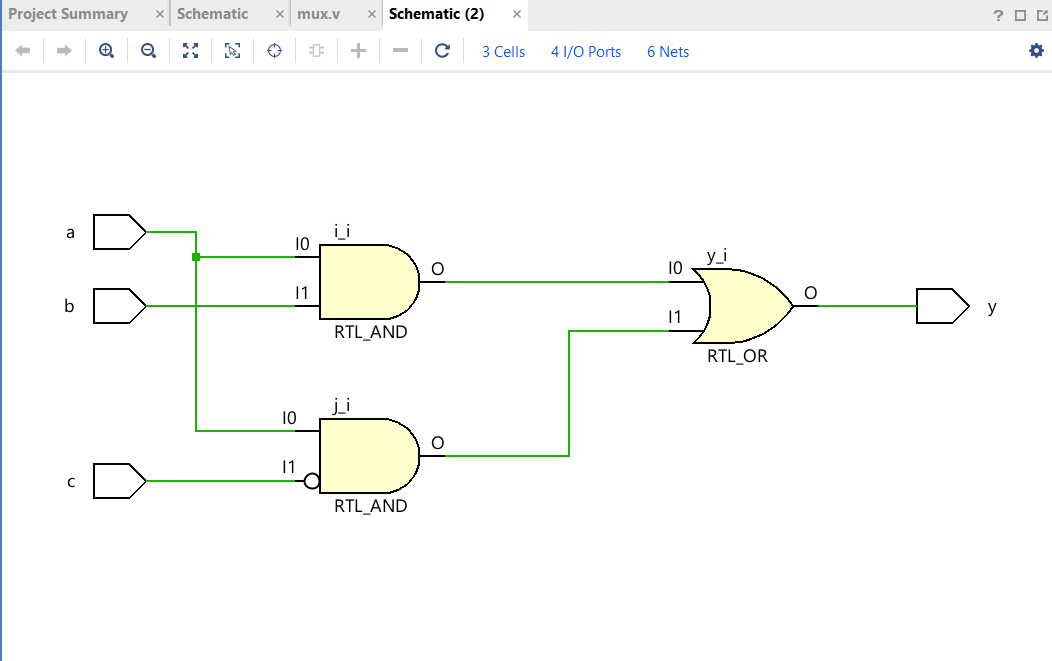 Project Summary × Schematic × mux.v × Schematic (2) × ?
3 Cells 4 I/O Ports 6 Nets
a
b
c
I0
I1
i_i
O
RTL_AND
I0
I1
j_i
O
RTL_AND
I0
I1
y_i
O
RTL_OR
y